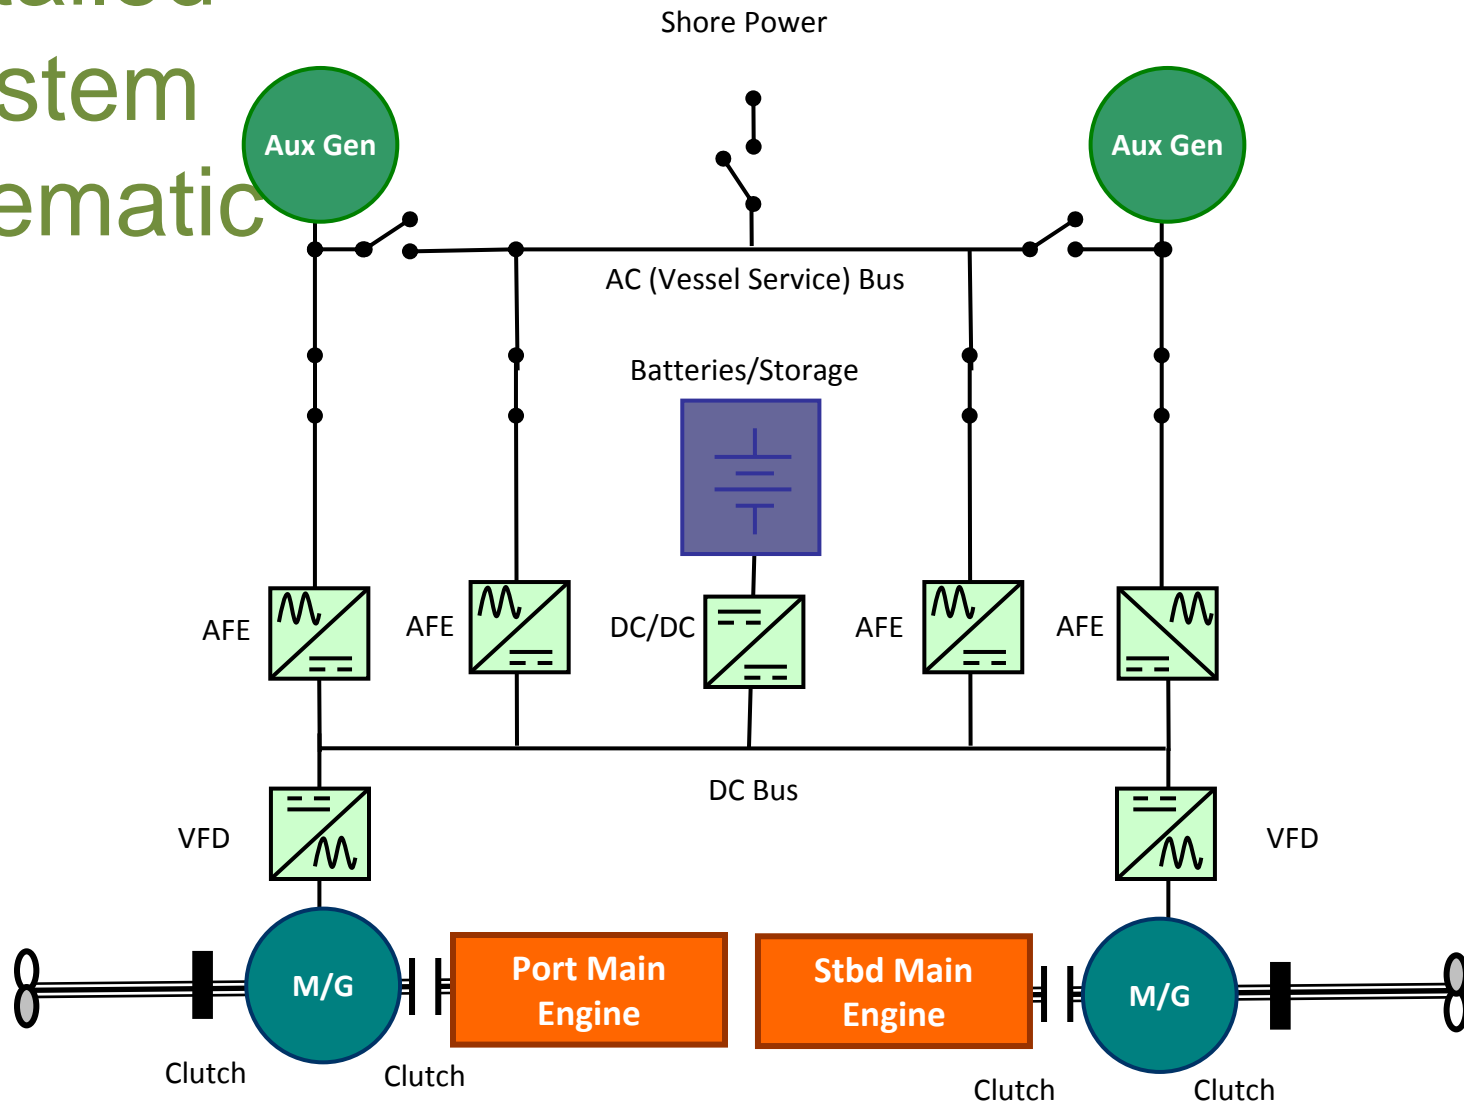 Shore Power
stem
ematic
Aux Gen
Aux Gen
AC (Vessel Service) Bus
Batteries/Storage
AFE
AFE
DC/DC
AFE
AFE
DC Bus
VFD
VFD
M/G
Port Main
Engine
Stbd Main
Engine
M/G
Clutch
Clutch
Clutch
Clutch